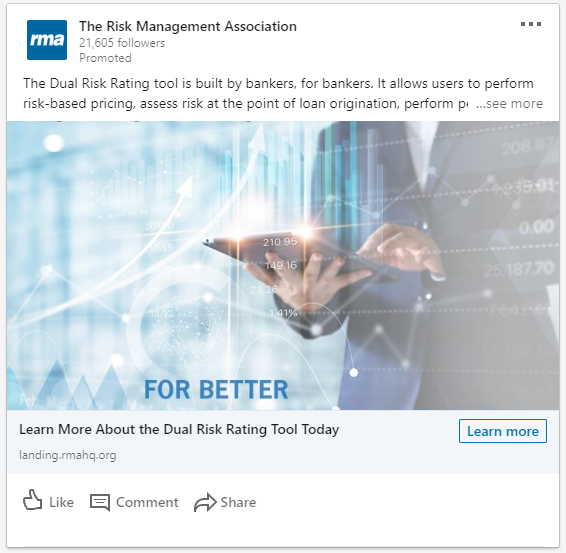 rma
The Risk Management Association
21,605 followers
Promoted
The Dual Risk Rating tool is built by bankers, for bankers. It allows users to perform
risk-based pricing, assess risk at the point of loan origination, perform p ...see more
208.87
1,339.01
0.00
210.95
149.16
25,187.70
23.26
1.41%
FOR BETTER
Learn More About the Dual Risk Rating Tool Today
Learn more
landing.rmahq.org
Like Comment Share